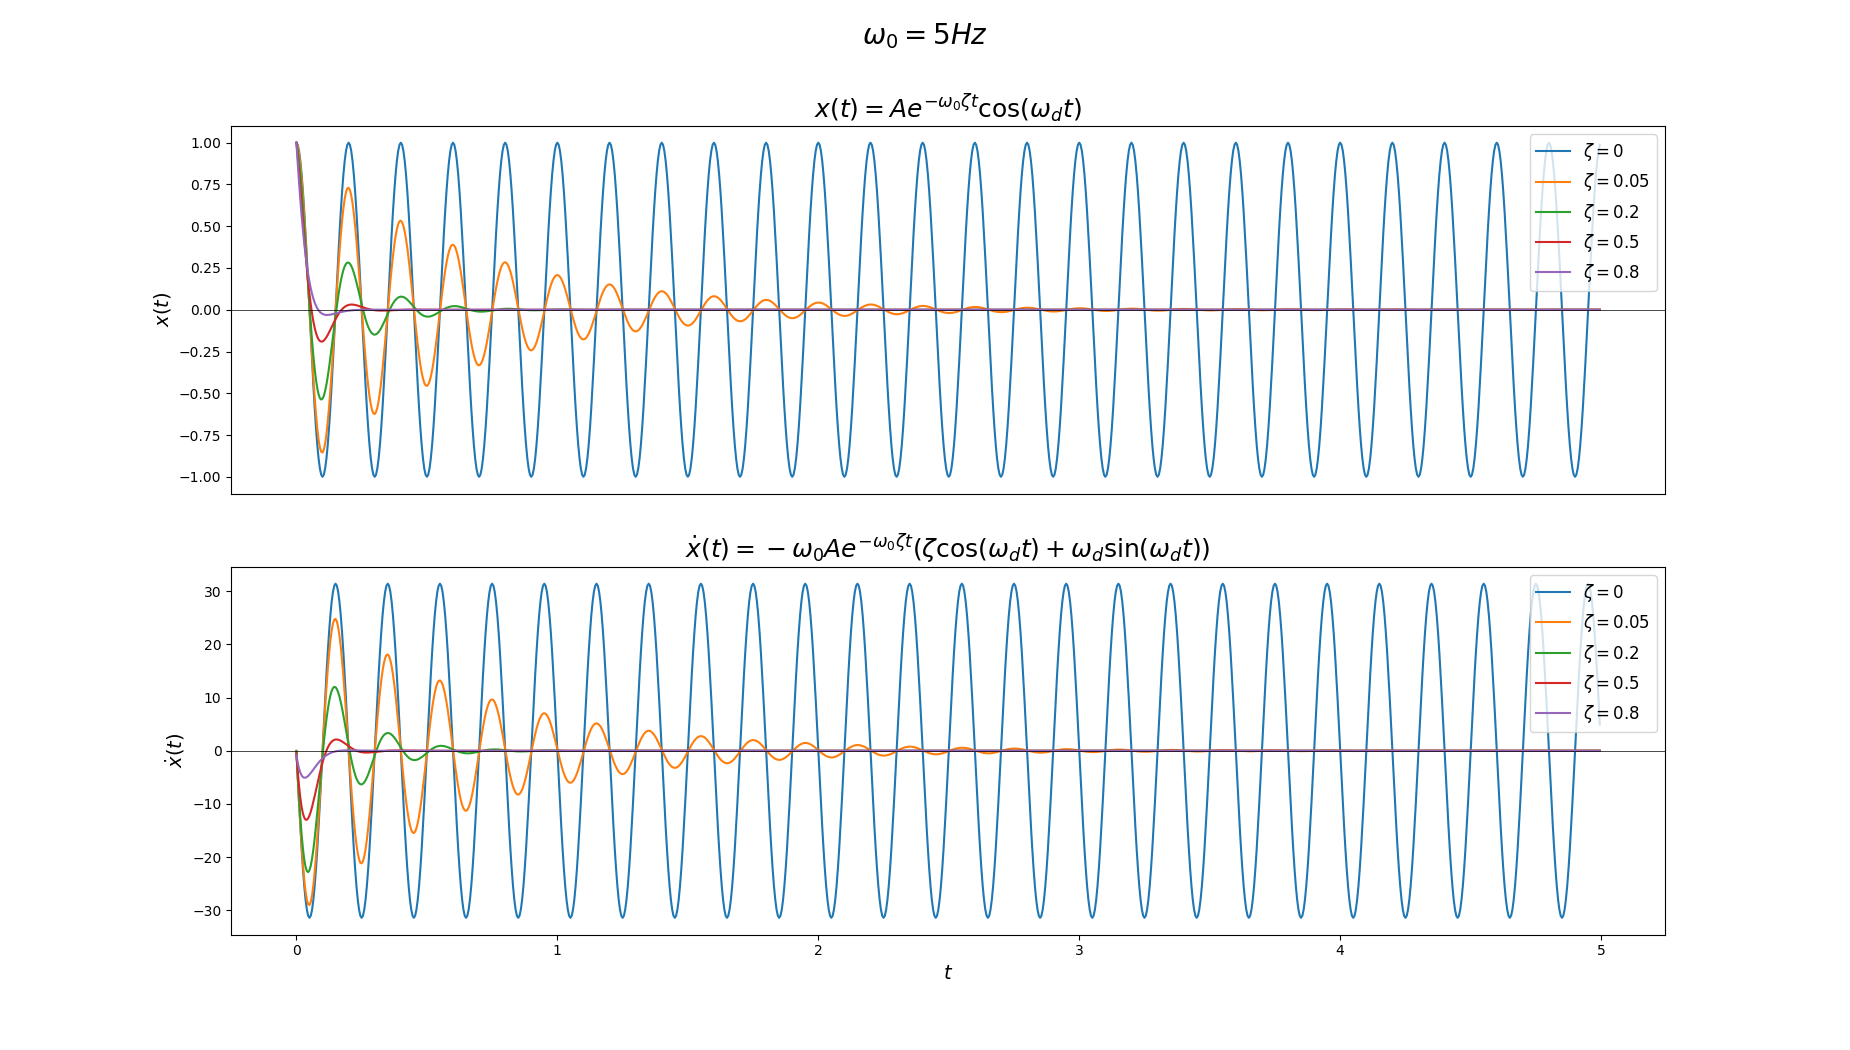 ω₀ = 5Hz
x(t) = Ae^{−ω₀ζt}cos(ω_d t)
1.00
0.75
0.50
0.25
0.00
−0.25
−0.50
−0.75
−1.00
x(t)
ζ = 0
ζ = 0.05
ζ = 0.2
ζ = 0.5
ζ = 0.8
ẋ(t) = −ω₀Ae^{−ω₀ζt}(ζcos(ω_d t) + ω_d sin(ω_d t))
30
20
10
0
−10
−20
−30
ẋ(t)
ζ = 0
ζ = 0.05
ζ = 0.2
ζ = 0.5
ζ = 0.8
0 1 2 3 4 5
t